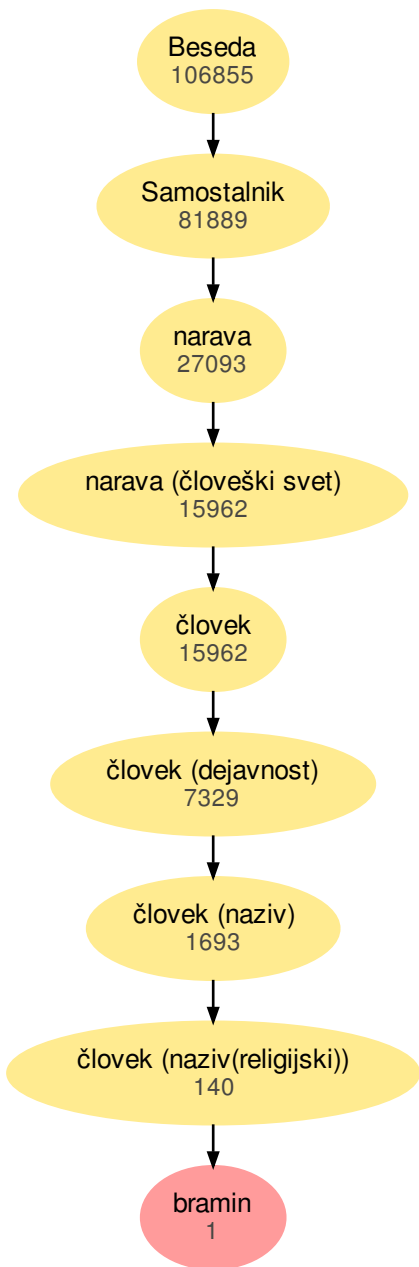 Beseda
106855
Samostalnik
81889
narava
27093
narava (človeški svet)
15962
človek
15962
človek (dejavnost)
7329
človek (naziv)
1693
človek (naziv(religijski))
140
bramin
1